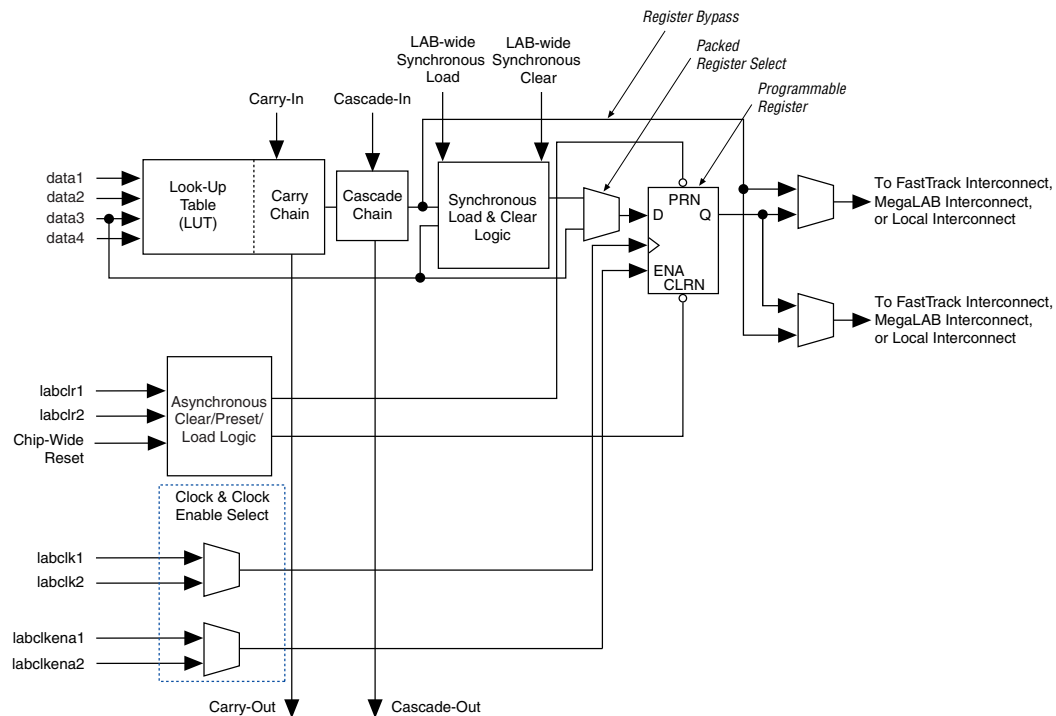 Register Bypass
LAB-wide
Synchronous
Load
LAB-wide
Synchronous
Clear
Packed
Register Select
Programmable
Register
Carry-In
Cascade-In
data1
data2
data3
data4
Look-Up
Table
(LUT)
Carry
Chain
Cascade
Chain
Synchronous
Load & Clear
Logic
PRN
D
Q
ENA
CLRN
To FastTrack Interconnect,
MegaLAB Interconnect,
or Local Interconnect
To FastTrack Interconnect,
MegaLAB Interconnect,
or Local Interconnect
labclr1
labclr2
Chip-Wide
Reset
Asynchronous
Clear/Preset/
Load Logic
Clock & Clock
Enable Select
labclk1
labclk2
labclkena1
labclkena2
Carry-Out
Cascade-Out